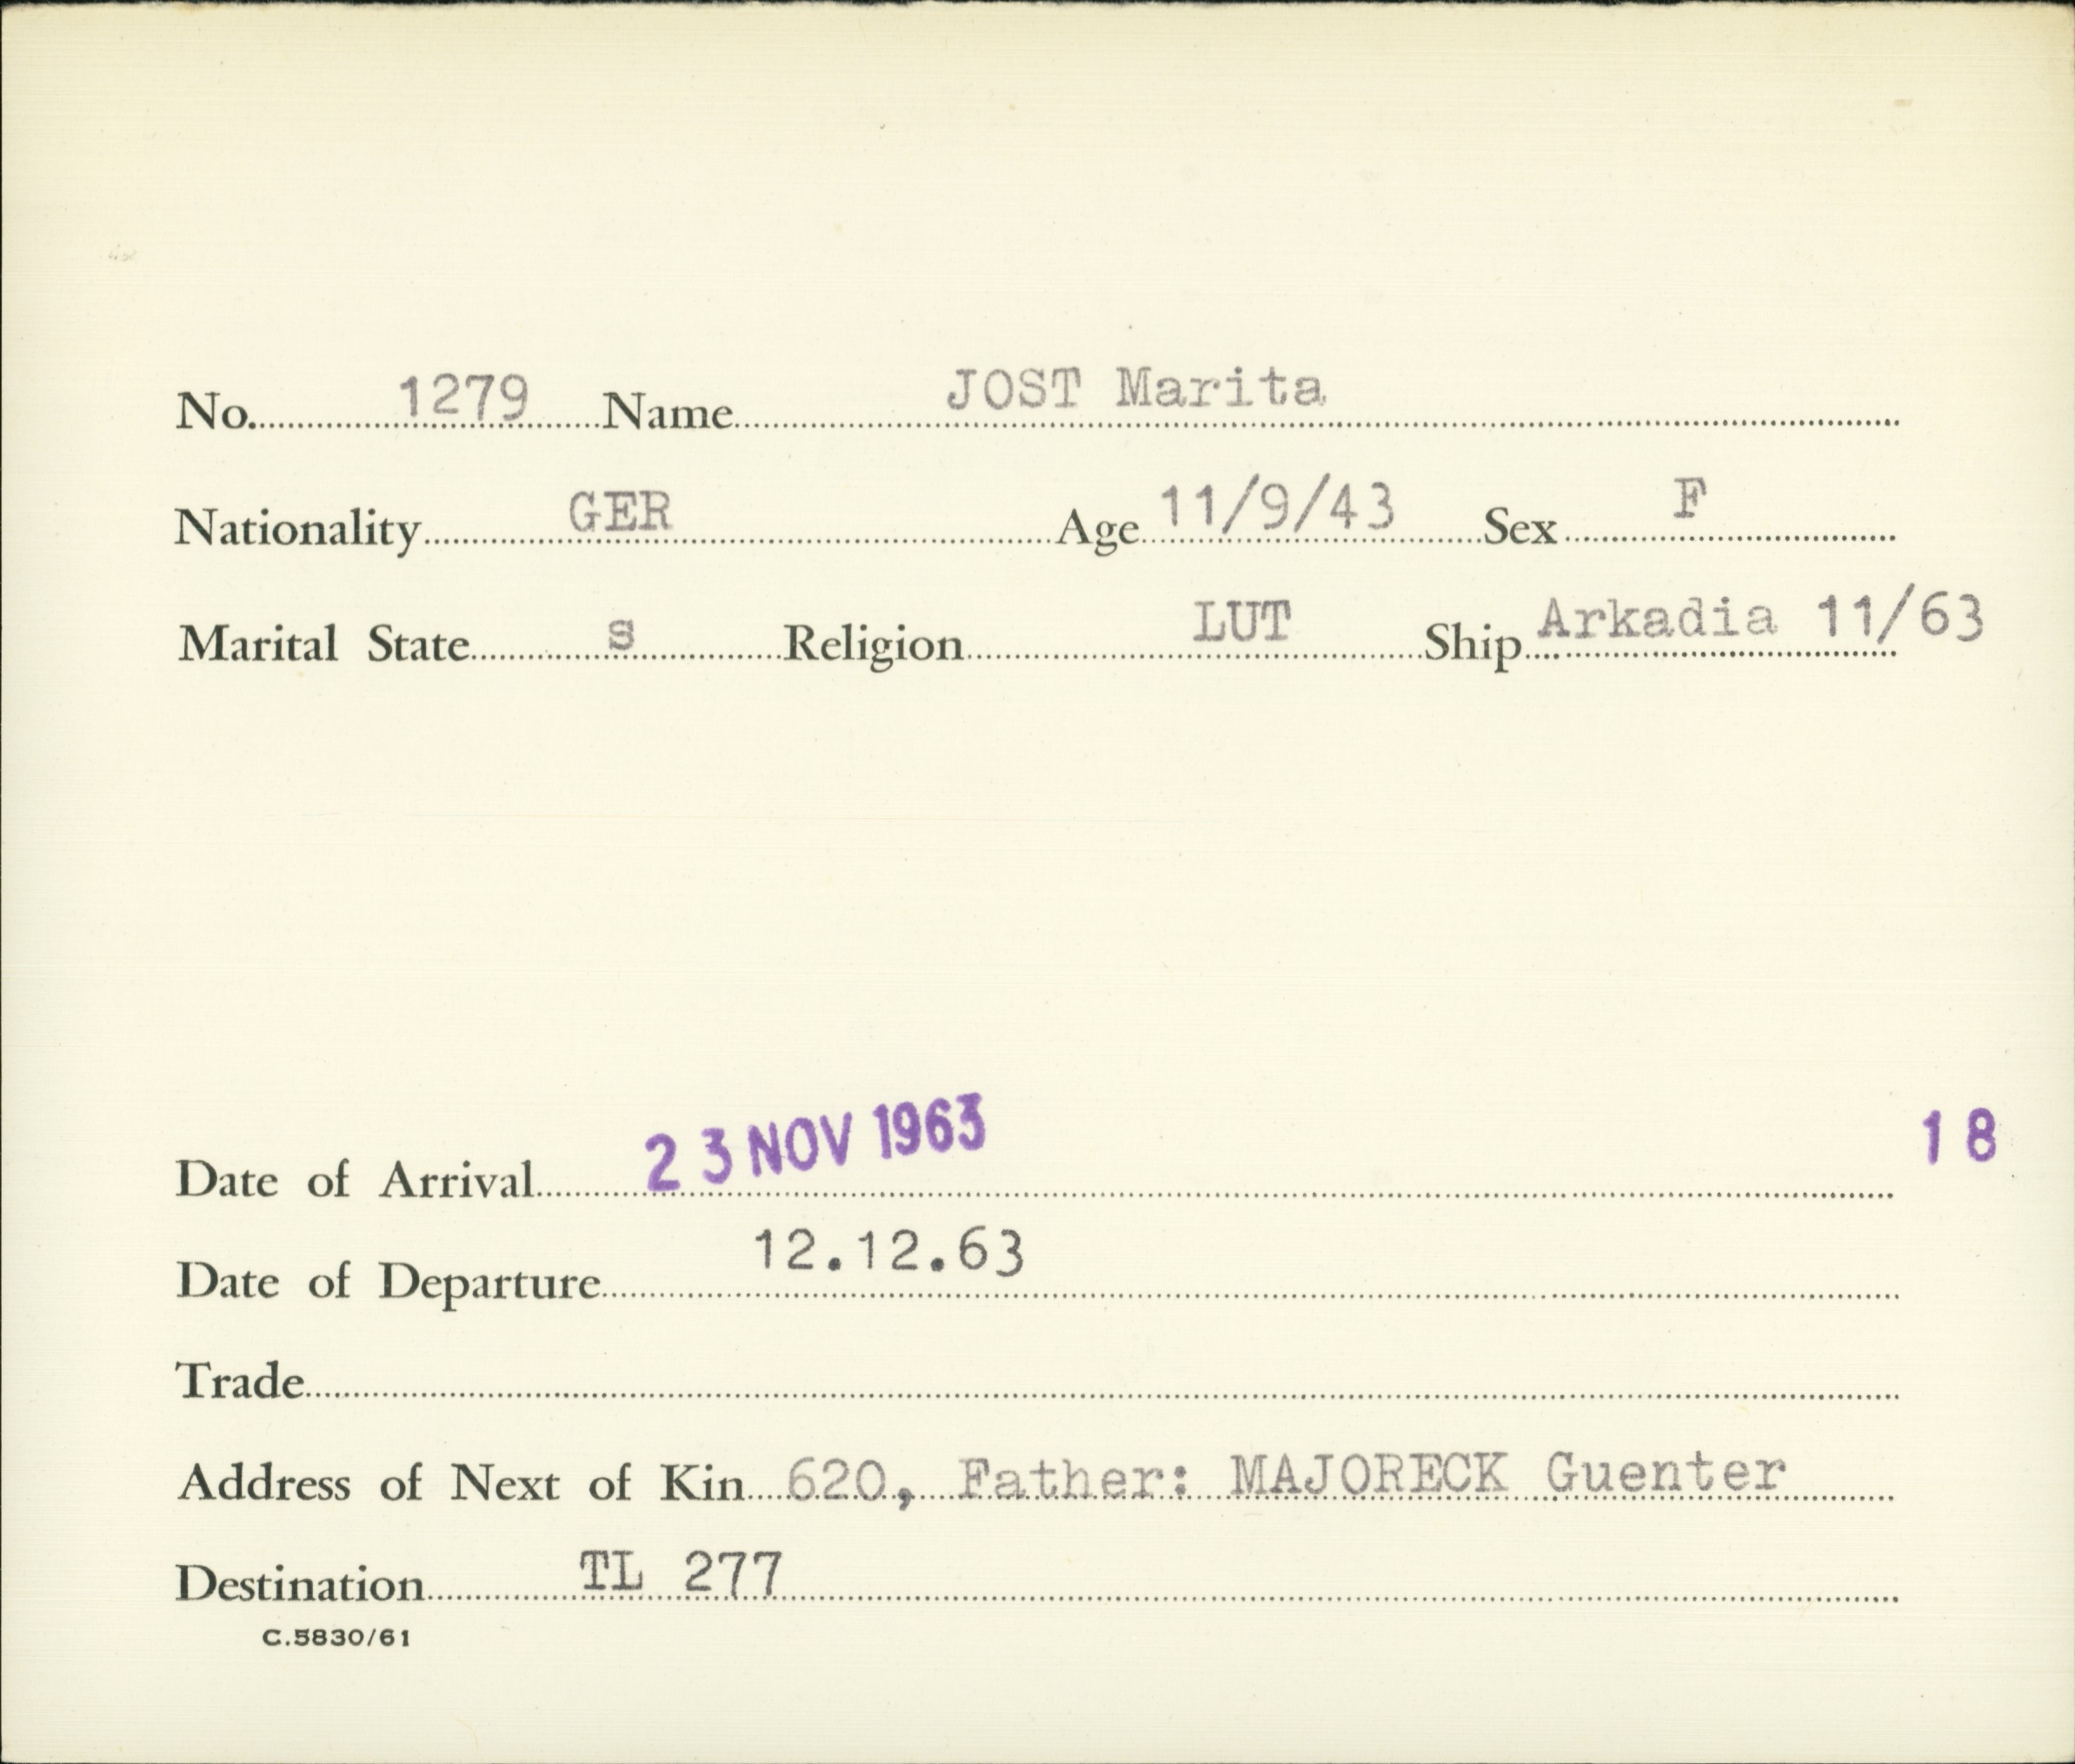 No. 1279 Name JOST Marita
Nationality GER Age 11/9/43 Sex F
Marital State s Religion LUT Ship Arkadia 11/63
Date of Arrival 23 NOV 1963 18
Date of Departure 12.12.63
Trade
Address of Next of Kin 620, Father: MAJORECK Guenter
Destination TL 277
C.5830/61